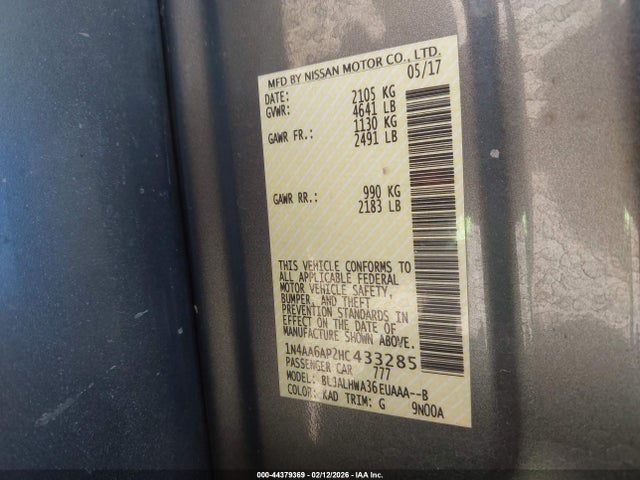 MFD BY NISSAN MOTOR CO., LTD.
DATE: 05/17
GVWR: 2105 KG
4641 LB
GAWR FR.: 1130 KG
2491 LB
GAWR RR.: 990 KG
2183 LB
THIS VEHICLE CONFORMS TO
ALL APPLICABLE FEDERAL
MOTOR VEHICLE SAFETY,
BUMPER, AND THEFT
PREVENTION STANDARDS IN
EFFECT ON THE DATE OF
MANUFACTURE SHOWN ABOVE.
1N4AA6AP2HC433285
PASSENGER CAR 777
MODEL: BL3ALHWA36EUAAA--B
COLOR: KAD TRIM: G 9N00A
000-44379369 - 02/12/2026 - IAA Inc.